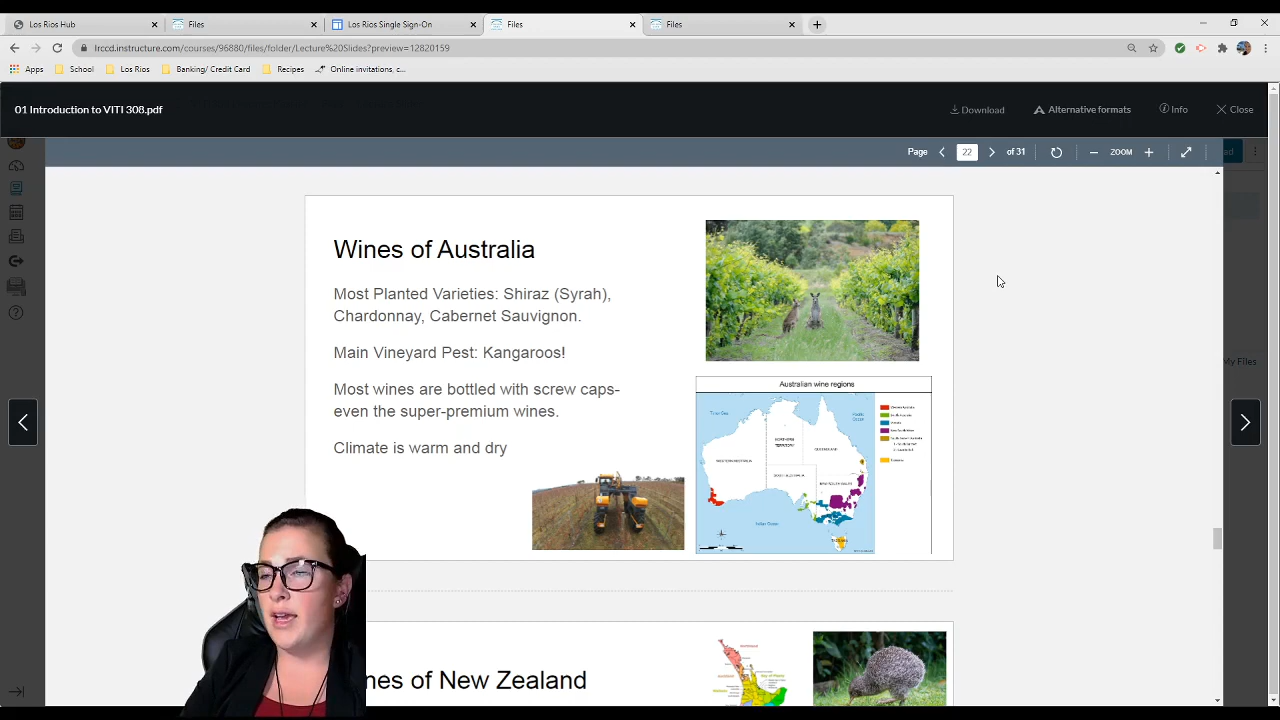 Los Rios Hub
Files
Los Rios Single Sign-On
Files
Files
lrccd.instructure.com/courses/96880/files/folder/Lecture%20Slides?preview=12820159
Apps
School
Los Rios
Banking/ Credit Card
Recipes
Online invitations, c...
01 Introduction to VITI 308.pdf
Download
Alternative formats
Info
Close
Page 22 of 31
ZOOM
Wines of Australia
Most Planted Varieties: Shiraz (Syrah),
Chardonnay, Cabernet Sauvignon.
Main Vineyard Pest: Kangaroos!
Most wines are bottled with screw caps-
even the super-premium wines.
Climate is warm and dry
Australian wine regions
My Files
nes of New Zealand